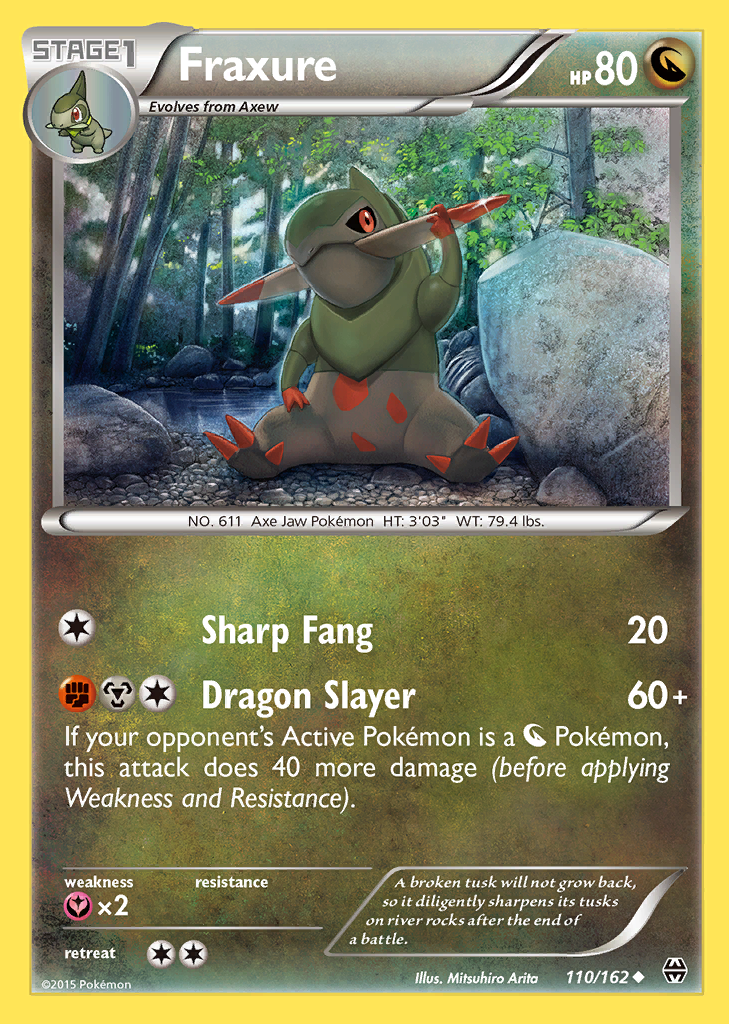 STAGE1
Fraxure
HP 80
Evolves from Axew
NO. 611 Axe Jaw Pokémon HT: 3'03" WT: 79.4 lbs.
Sharp Fang 20
Dragon Slayer 60+
If your opponent's Active Pokémon is a Pokémon,
this attack does 40 more damage (before applying
Weakness and Resistance).
weakness resistance
×2
retreat
A broken tusk will not grow back,
so it diligently sharpens its tusks
on river rocks after the end of
a battle.
Illus. Mitsuhiro Arita 110/162
©2015 Pokémon